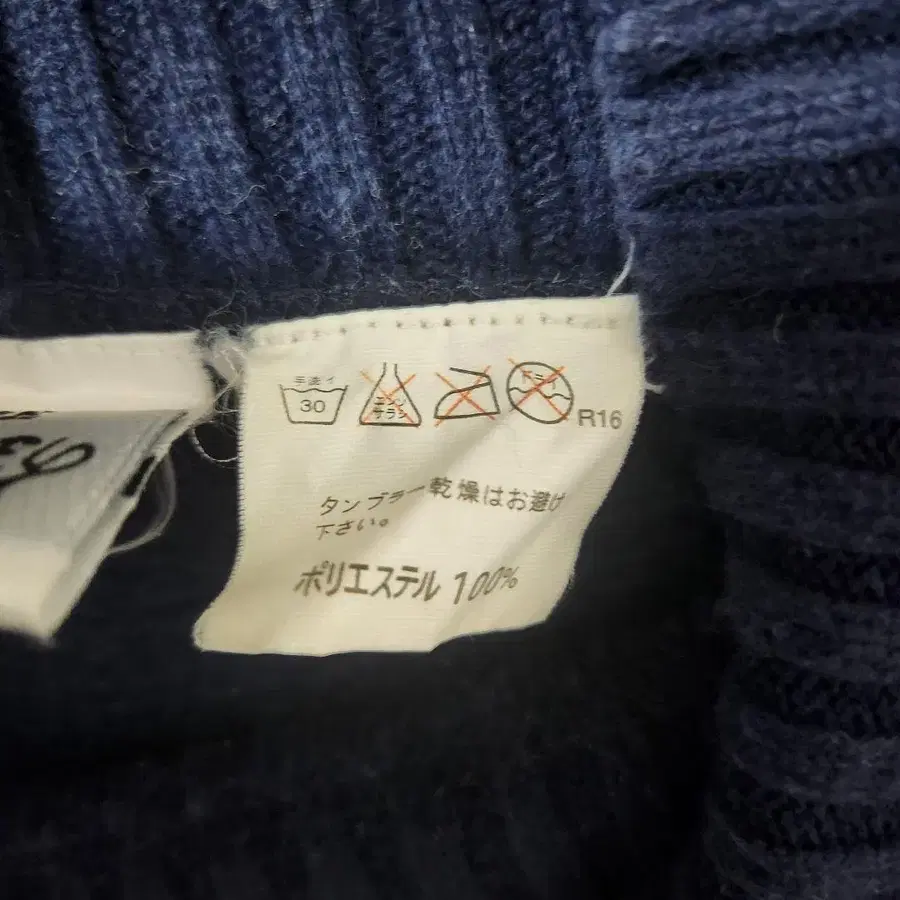 手洗イ
30
エンソ
サラシ
ドライ
R16
タンブラー乾燥はお避け
下さい。
ポリエステル 100%